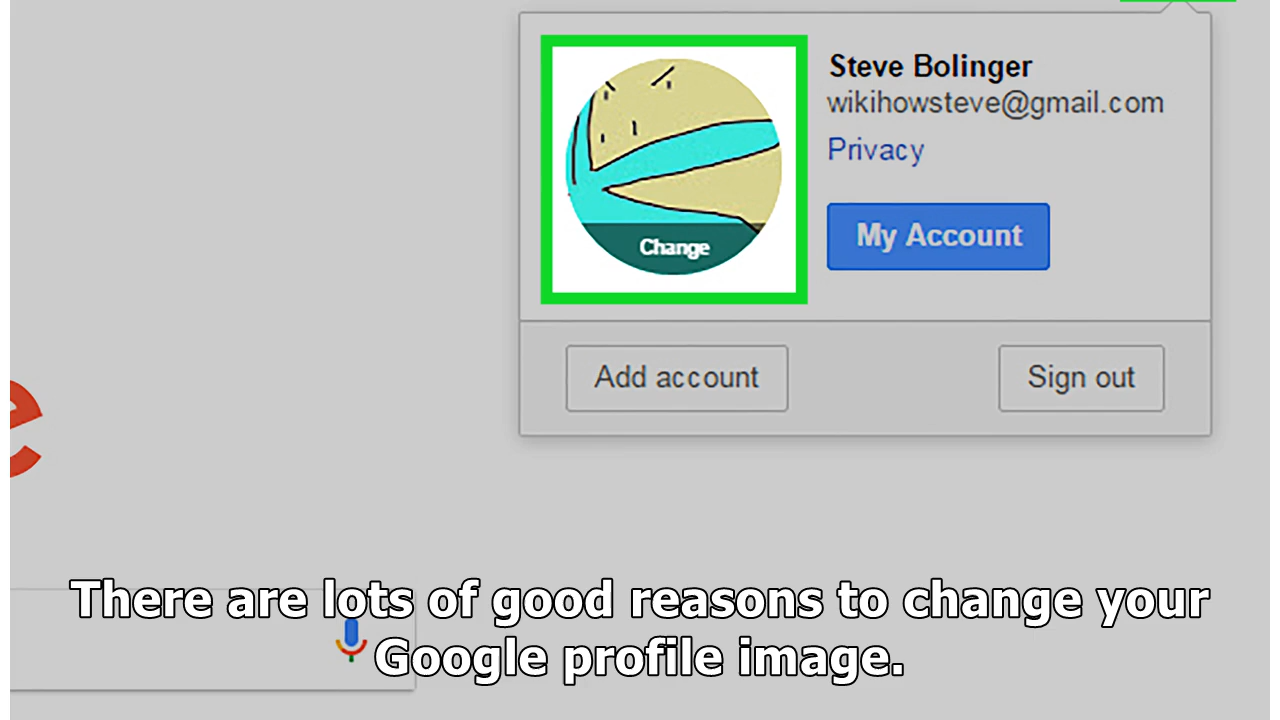 Steve Bolinger
wikihowsteve@gmail.com
Privacy
My Account
Change
Add account
Sign out
e
There are lots of good reasons to change your
Google profile image.